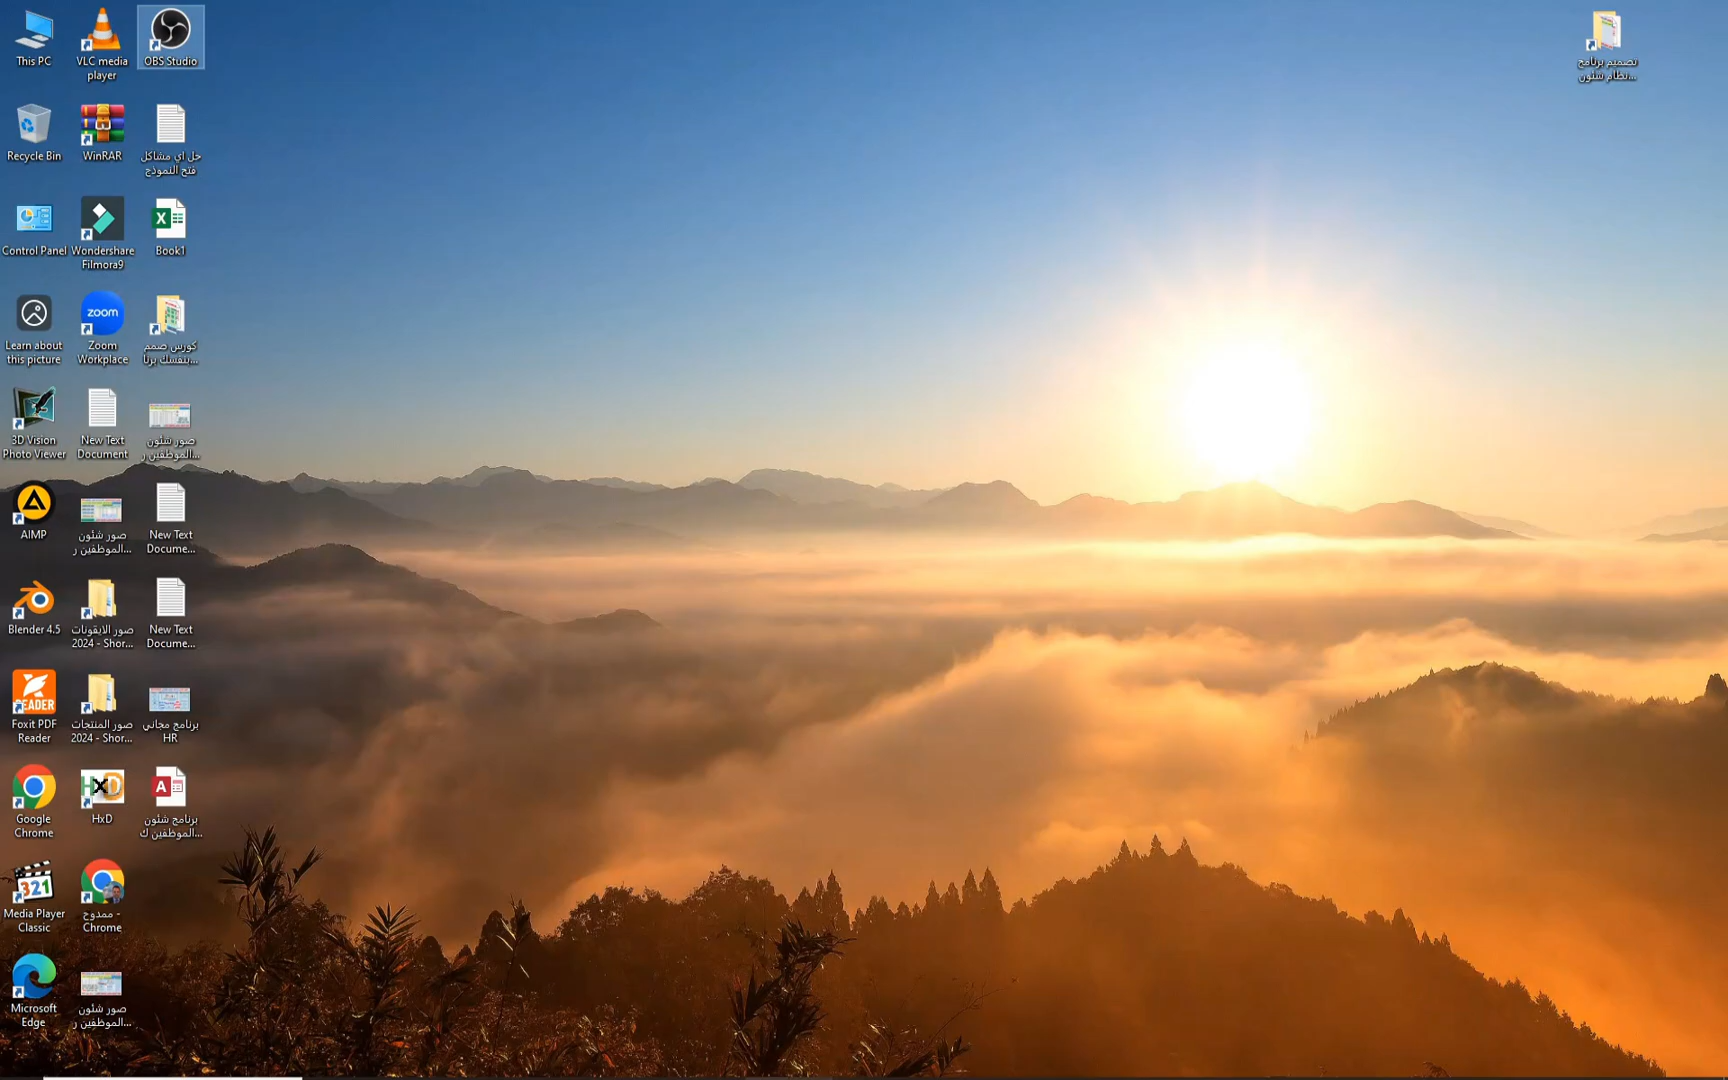 This PC
VLC media
player
OBS Studio
تصميم برنامج
نظام شئون...
Recycle Bin
WinRAR
حل اي مشاكل
فتح النموذج
Control Panel
Wondershare
Filmora9
Book1
Learn about
this picture
zoom
Zoom
Workplace
كورس صمم
بنفسك برنا...
3D Vision
Photo Viewer
New Text
Document
صور شئون
الموظفين ر...
AIMP
صور شئون
الموظفين ر...
New Text
Docume...
Blender 4.5
صور الايقونات
2024 - Shor...
New Text
Docume...
READER
Foxit PDF
Reader
صور المنتجات
2024 - Shor...
برنامج مجاني
HR
Google
Chrome
HxD
HxD
برنامج شئون
الموظفين ك...
321
Media Player
Classic
ممدوح -
Chrome
Microsoft
Edge
صور شئون
الموظفين ر...